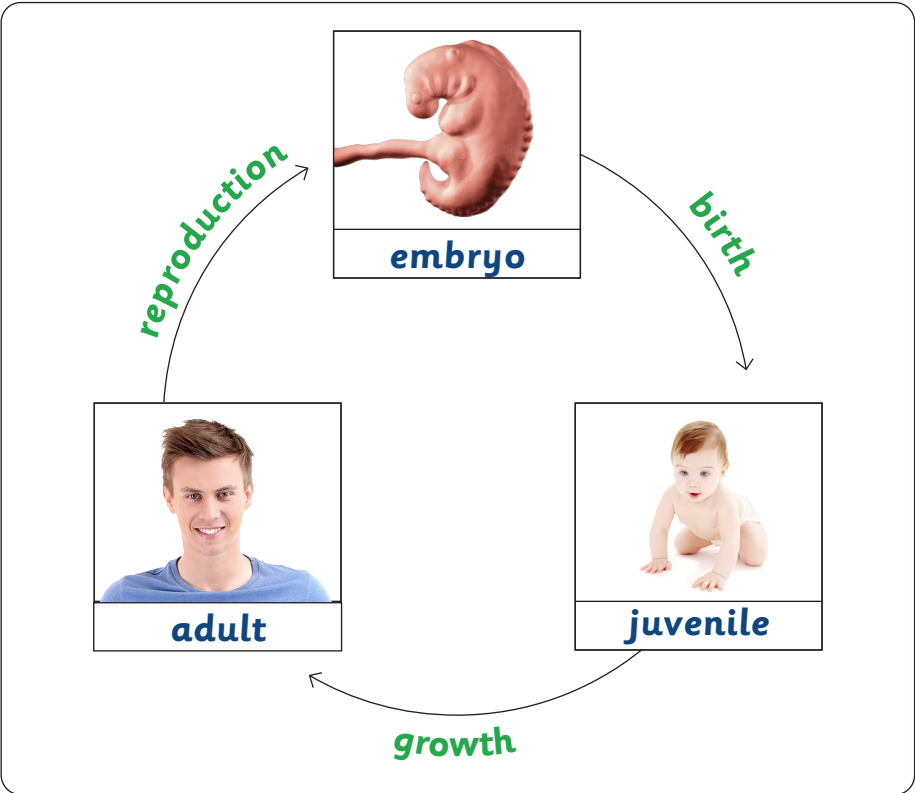 reproduction
embryo
birth
adult
juvenile
growth